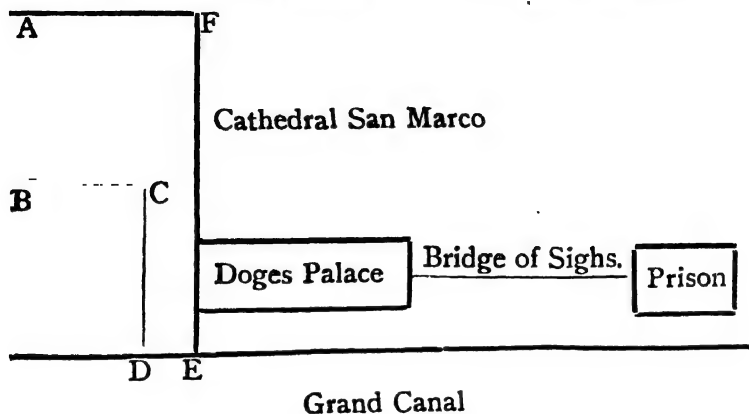 A F
Cathedral San Marco
B C
Bridge of Sighs.
Doges Palace Prison
D E
Grand Canal